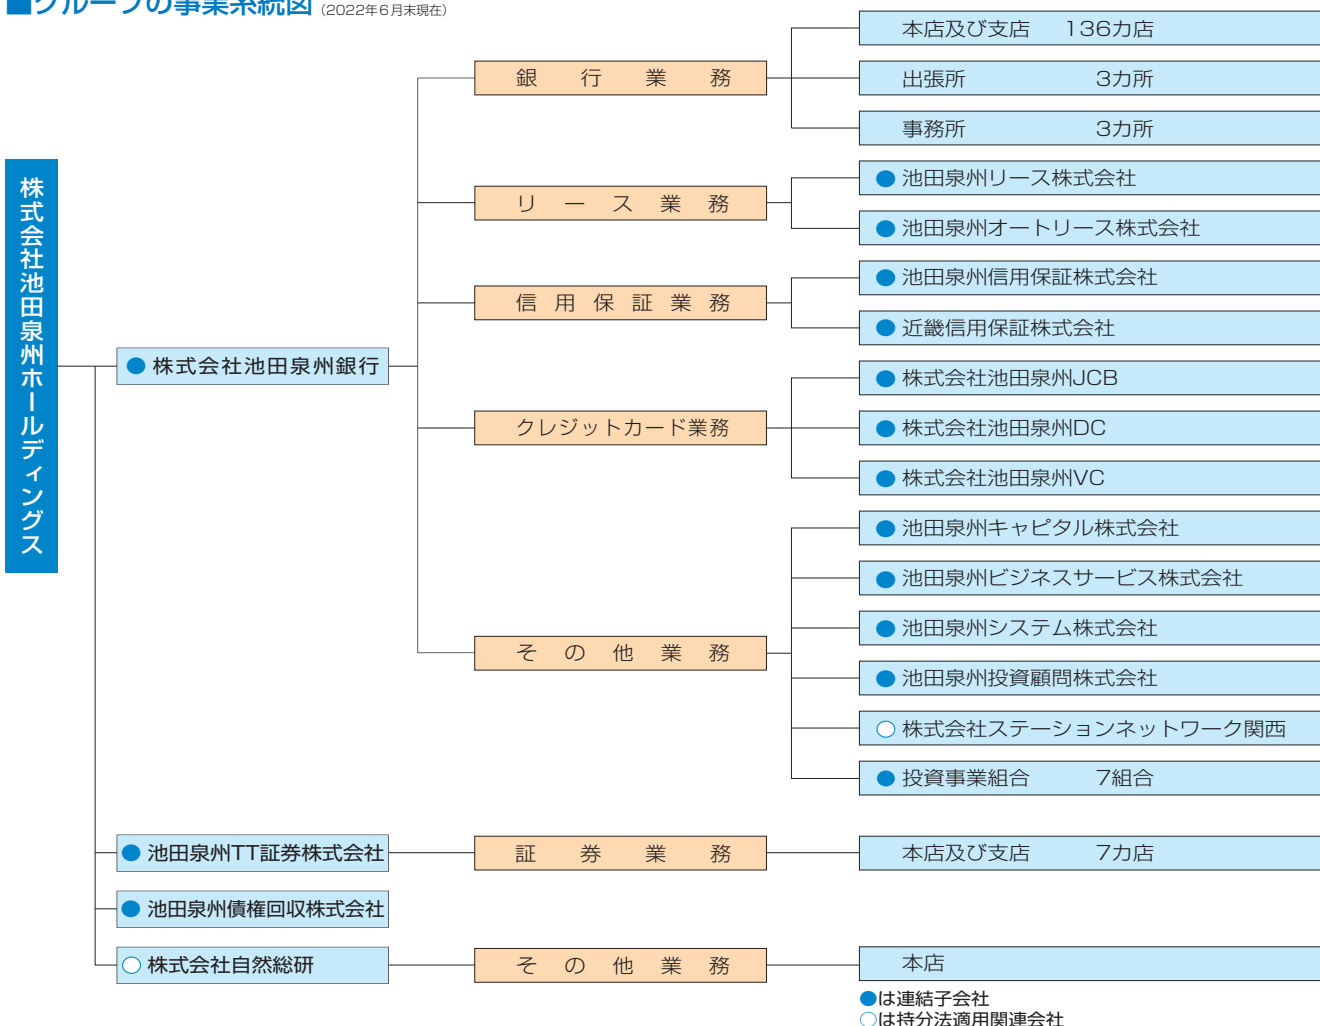 ■グループの事業系統図 (2022年6月末現在)
株式会社池田泉州ホールディングス
●株式会社池田泉州銀行
銀行業務
本店及び支店 136カ店
出張所 3カ所
事務所 3カ所
リース業務
●池田泉州リース株式会社
●池田泉州オートリース株式会社
信用保証業務
●池田泉州信用保証株式会社
●近畿信用保証株式会社
クレジットカード業務
●株式会社池田泉州JCB
●株式会社池田泉州DC
●株式会社池田泉州VC
その他業務
●池田泉州キャピタル株式会社
●池田泉州ビジネスサービス株式会社
●池田泉州システム株式会社
●池田泉州投資顧問株式会社
○株式会社ステーションネットワーク関西
●投資事業組合 7組合
●池田泉州TT証券株式会社
証券業務
本店及び支店 7カ店
●池田泉州債権回収株式会社
○株式会社自然総研
その他業務
本店
●は連結子会社
○は持分法適用関連会社